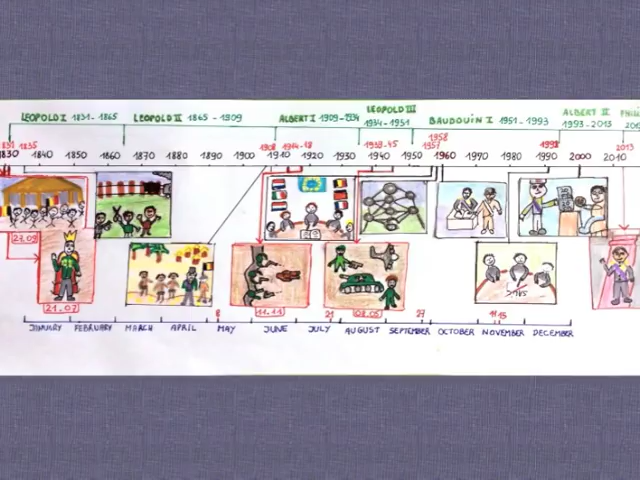 LEOPOLD I 1831-1865 LEOPOLD II 1865-1909 ALBERT I 1909-1934 LEOPOLD III 1934-1951 BAUDOUIN I 1951-1993 ALBERT II 1993-2013
1835 1908 1914-18 1939-45 1958 1957 2013
1830 1840 1850 1860 1870 1880 1890 1900 1910 1920 1930 1940 1950 1960 1970 1980 1990 2000 2010
27.09
21.07
11.11
08.05
8 21 27 11 15
JANUARY FEBRUARY MARCH APRIL MAY JUNE JULY AUGUST SEPTEMBER OCTOBER NOVEMBER DECEMBER